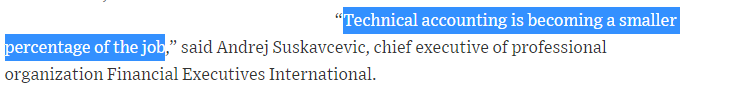 “Technical accounting is becoming a smaller
percentage of the job,” said Andrej Suskavcevic, chief executive of professional
organization Financial Executives International.